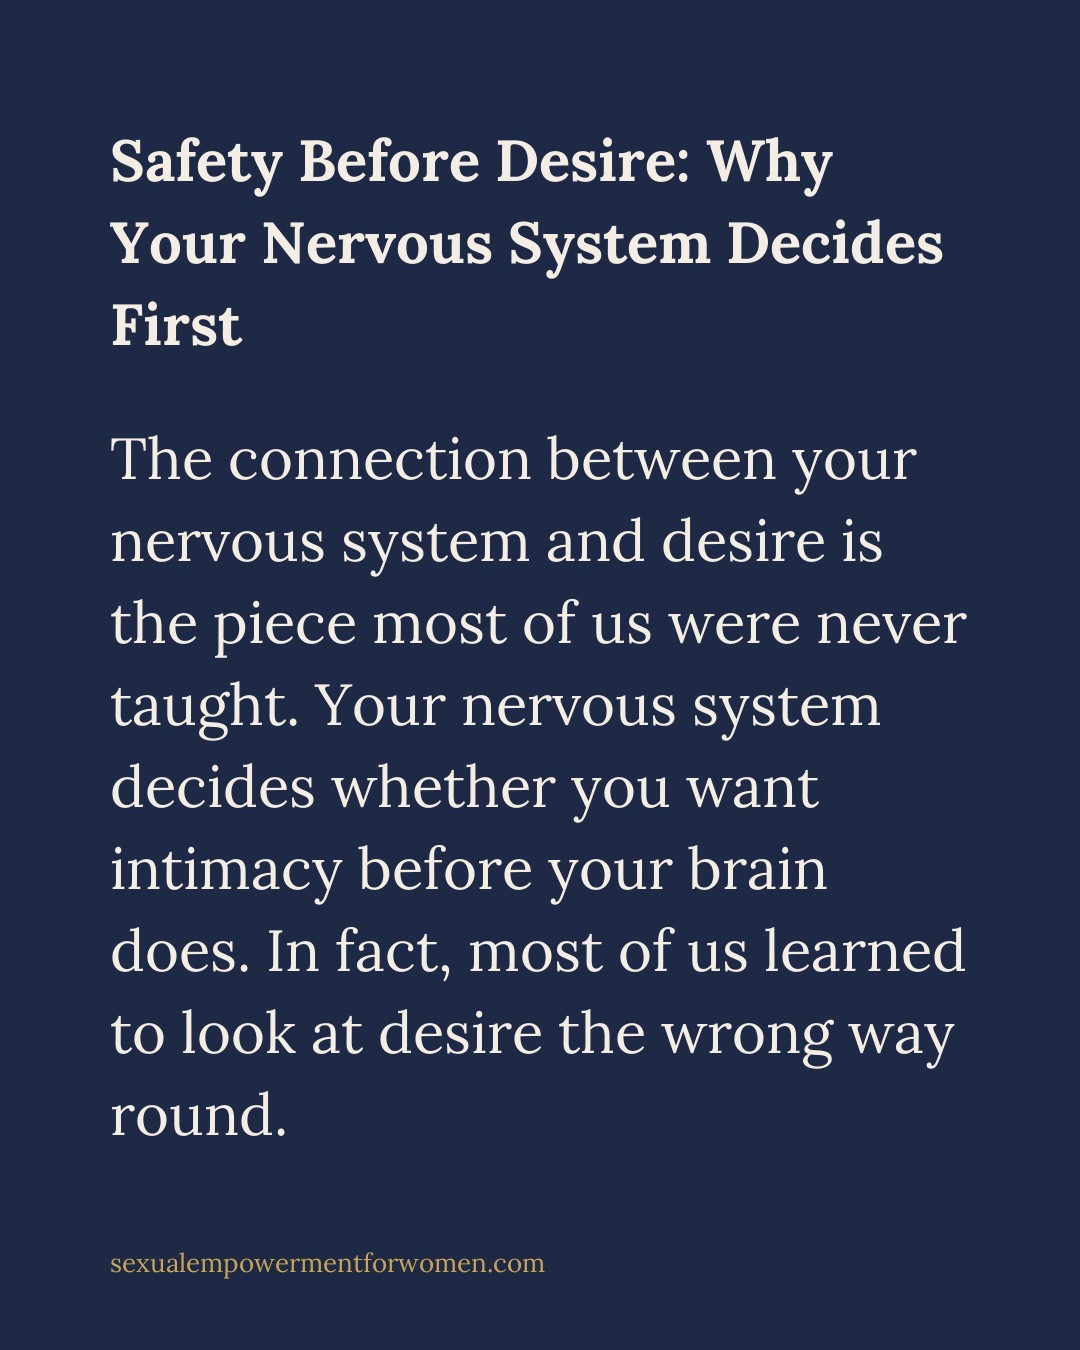 Safety Before Desire: Why
Your Nervous System Decides
First
The connection between your
nervous system and desire is
the piece most of us were never
taught. Your nervous system
decides whether you want
intimacy before your brain
does. In fact, most of us learned
to look at desire the wrong way
round.
sexualempowermentforwomen.com